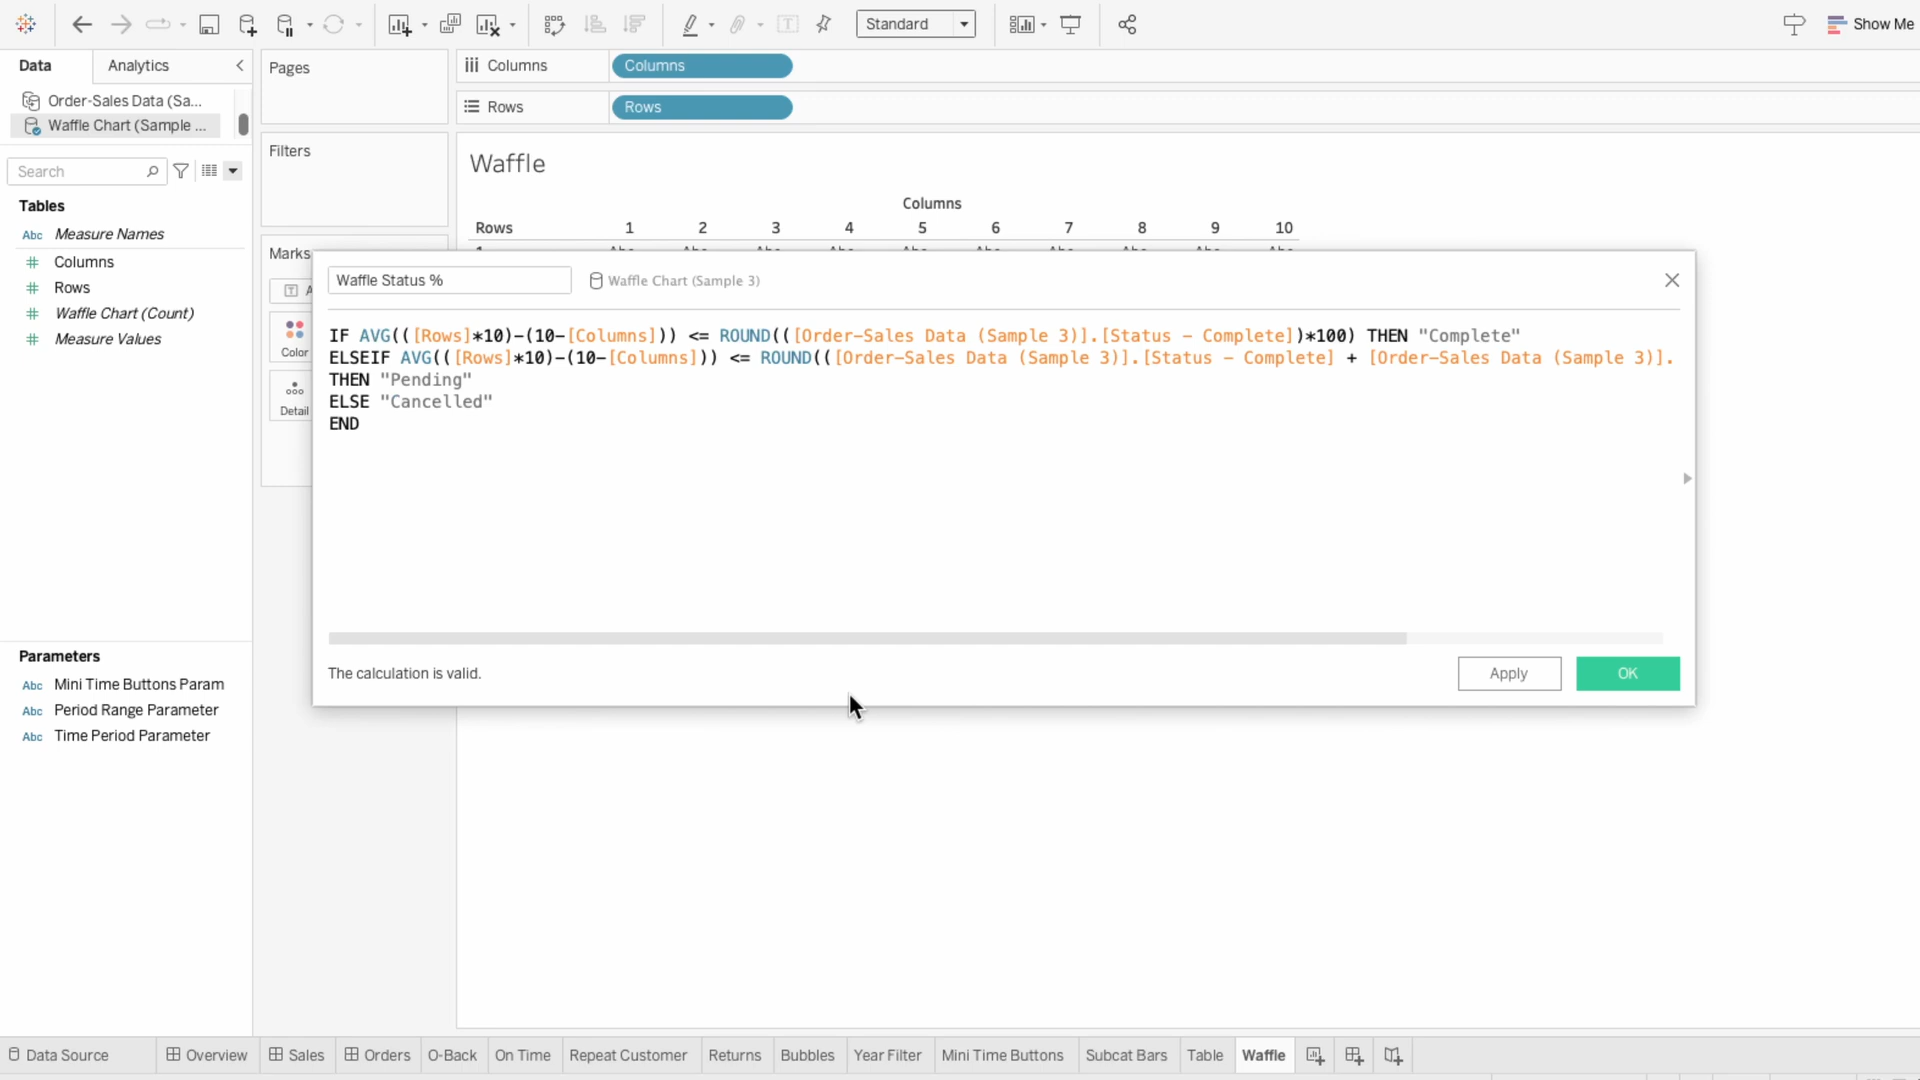 Standard
Show Me
Data
Analytics
Order-Sales Data (Sa...
Waffle Chart (Sample ...
Search
Tables
Abc Measure Names
Columns
Rows
Waffle Chart (Count)
Measure Values
Parameters
Abc Mini Time Buttons Param
Abc Period Range Parameter
Abc Time Period Parameter
Pages
Filters
Marks
Color
Detail
Columns
Columns
Rows
Rows
Waffle
Columns
Rows 1 2 3 4 5 6 7 8 9 10
Waffle Status %
Waffle Chart (Sample 3)
IF AVG(([Rows]*10)-(10-[Columns])) <= ROUND(([Order-Sales Data (Sample 3)].[Status - Complete])*100) THEN "Complete"
ELSEIF AVG(([Rows]*10)-(10-[Columns])) <= ROUND(([Order-Sales Data (Sample 3)].[Status - Complete] + [Order-Sales Data (Sample 3)].
THEN "Pending"
ELSE "Cancelled"
END
The calculation is valid.
Apply
OK
Data Source
Overview
Sales
Orders
O-Back
On Time
Repeat Customer
Returns
Bubbles
Year Filter
Mini Time Buttons
Subcat Bars
Table
Waffle